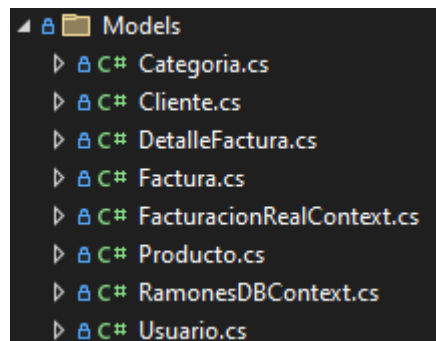 Models
C# Categoria.cs
C# Cliente.cs
C# DetalleFactura.cs
C# Factura.cs
C# FacturacionRealContext.cs
C# Producto.cs
C# RamonesDBContext.cs
C# Usuario.cs